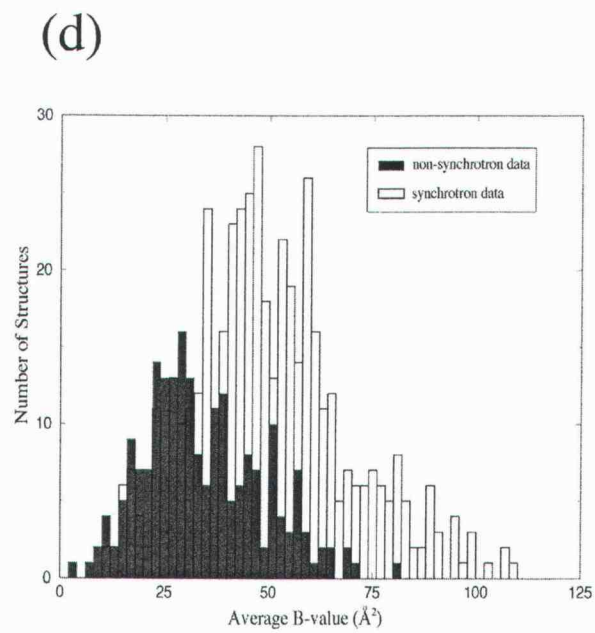 (d)
30
non-synchrotron data
synchrotron data
20
Number of Structures
10
0
0 25 50 75 100 125
Average B-value (Å²)